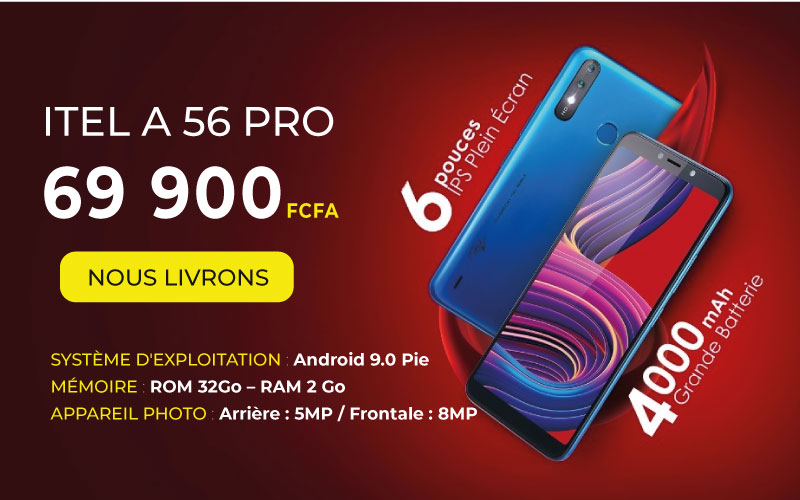 ITEL A 56 PRO
69 900 FCFA
NOUS LIVRONS
SYSTÈME D'EXPLOITATION : Android 9.0 Pie
MÉMOIRE : ROM 32Go – RAM 2 Go
APPAREIL PHOTO : Arrière : 5MP / Frontale : 8MP
6 pouces
IPS Plein Écran
4000 mAh
Grande Batterie
itel